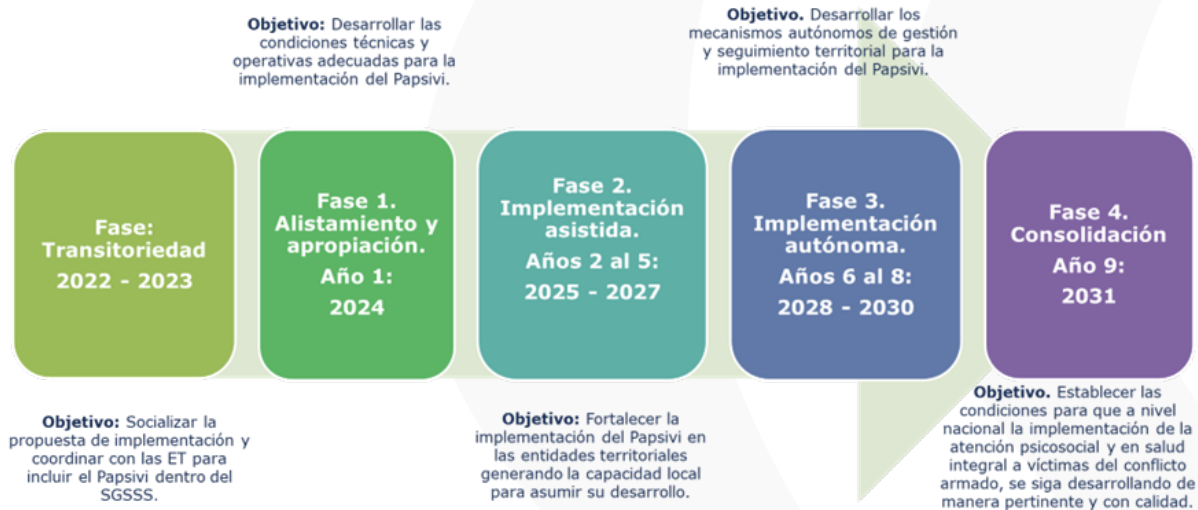 Objetivo: Desarrollar las
condiciones técnicas y
operativas adecuadas para la
implementación del Papsivi.
Objetivo. Desarrollar los
mecanismos autónomos de gestión
y seguimiento territorial para la
implementación del Papsivi.
Fase:
Transitoriedad
2022 - 2023
Fase 1.
Alistamiento y
apropiación.
Año 1:
2024
Fase 2.
Implementación
asistida.
Años 2 al 5:
2025 - 2027
Fase 3.
Implementación
autónoma.
Años 6 al 8:
2028 - 2030
Fase 4.
Consolidación
Año 9:
2031
Objetivo: Socializar la
propuesta de implementación y
coordinar con las ET para
incluir el Papsivi dentro del
SGSSS.
Objetivo: Fortalecer la
implementación del Papsivi en
las entidades territoriales
generando la capacidad local
para asumir su desarrollo.
Objetivo. Establecer las
condiciones para que a nivel
nacional la implementación de la
atención psicosocial y en salud
integral a víctimas del conflicto
armado, se siga desarrollando de
manera pertinente y con calidad.